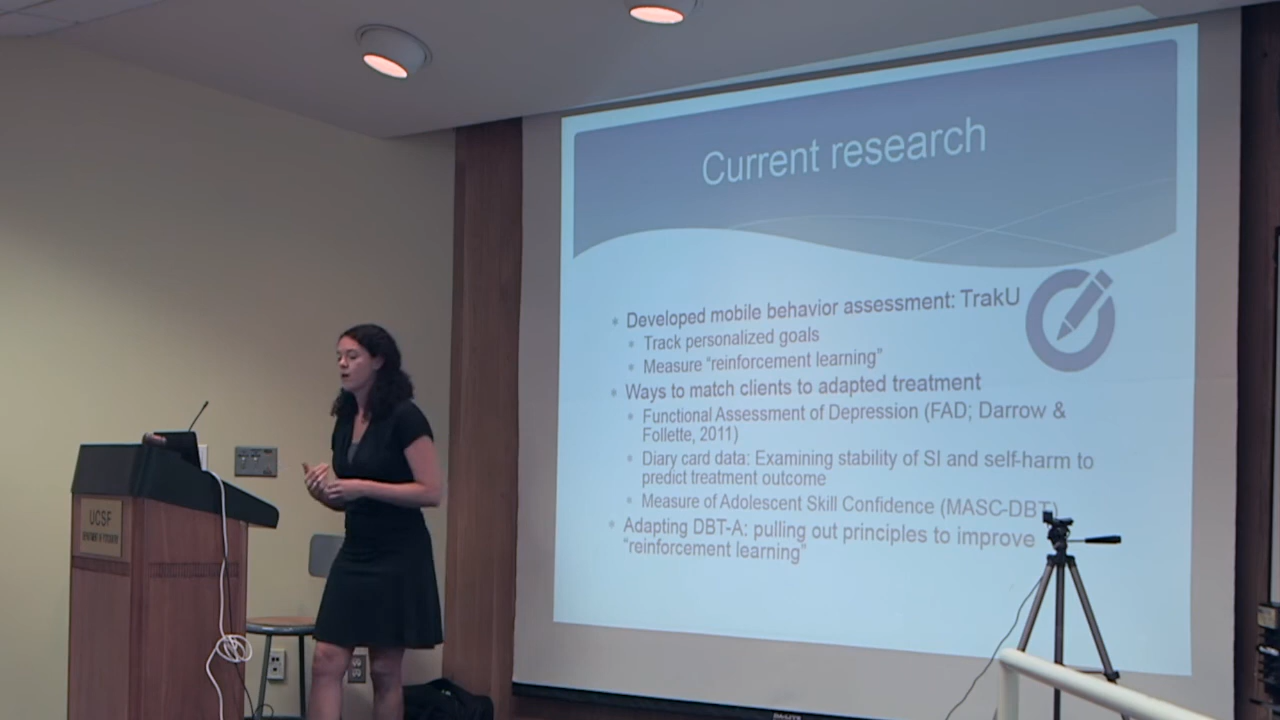 Current research
Developed mobile behavior assessment: TrakU
Track personalized goals
Measure “reinforcement learning”
Ways to match clients to adapted treatment
Functional Assessment of Depression (FAD; Darrow &
Follette, 2011)
Diary card data: Examining stability of SI and self-harm to
predict treatment outcome
Measure of Adolescent Skill Confidence (MASC-DBT)
Adapting DBT-A: pulling out principles to improve
“reinforcement learning”
UCSF
DA-LITE